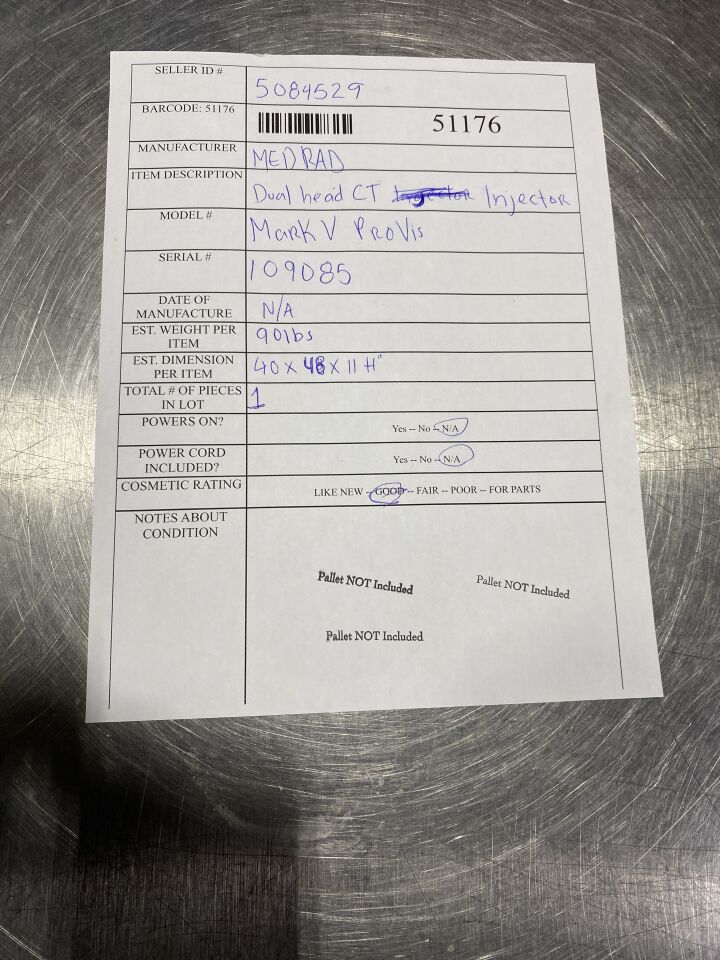 SELLER ID # 5084529
BARCODE: 51176 51176
MANUFACTURER MEDRAD
ITEM DESCRIPTION Dual head CT Injector
MODEL # Mark V ProVis
SERIAL # 109085
DATE OF
MANUFACTURE N/A
EST. WEIGHT PER
ITEM 90lbs
EST. DIMENSION
PER ITEM 40 x 48 x 11 H"
TOTAL # OF PIECES
IN LOT 1
POWERS ON? Yes -- No -- N/A
POWER CORD
INCLUDED? Yes -- No -- N/A
COSMETIC RATING LIKE NEW -- GOOD -- FAIR -- POOR -- FOR PARTS
NOTES ABOUT
CONDITION
Pallet NOT Included
Pallet NOT Included
Pallet NOT Included